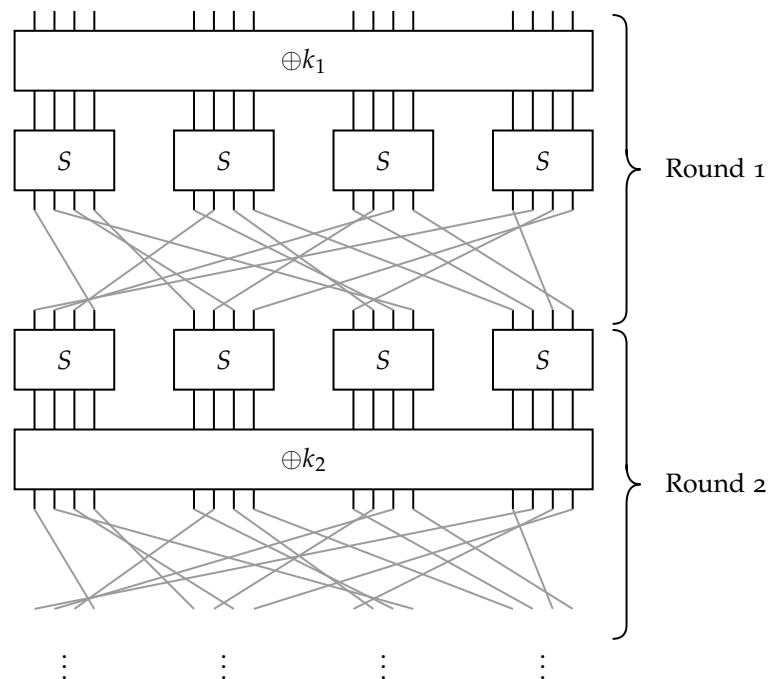 ⊕k₁
S S S S
Round 1
S S S S
⊕k₂
Round 2
⋮ ⋮ ⋮ ⋮